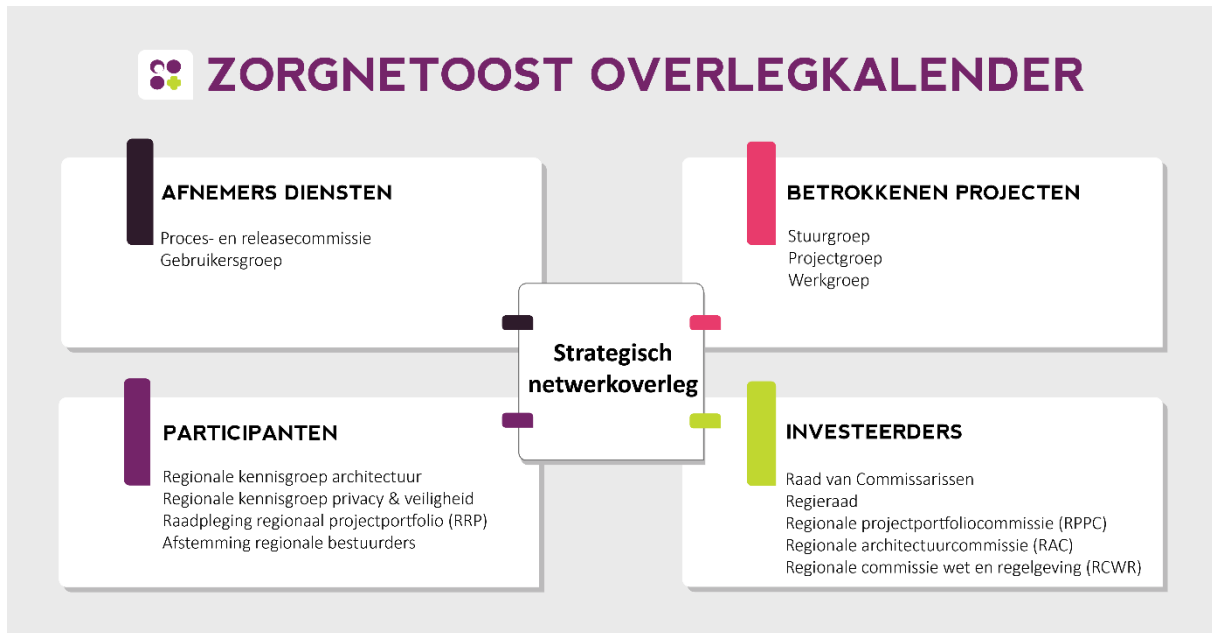 ZORGNETOOST OVERLEGKALENDER
AFNEMERS DIENSTEN
Proces- en releasecommissie
Gebruikersgroep
BETROKKENEN PROJECTEN
Stuurgroep
Projectgroep
Werkgroep
Strategisch
netwerkoverleg
PARTICIPANTEN
Regionale kennisgroep architectuur
Regionale kennisgroep privacy & veiligheid
Raadpleging regionaal projectportfolio (RRP)
Afstemming regionale bestuurders
INVESTEERDERS
Raad van Commissarissen
Regieraad
Regionale projectportfoliocommissie (RPPC)
Regionale architectuurcommissie (RAC)
Regionale commissie wet en regelgeving (RCWR)